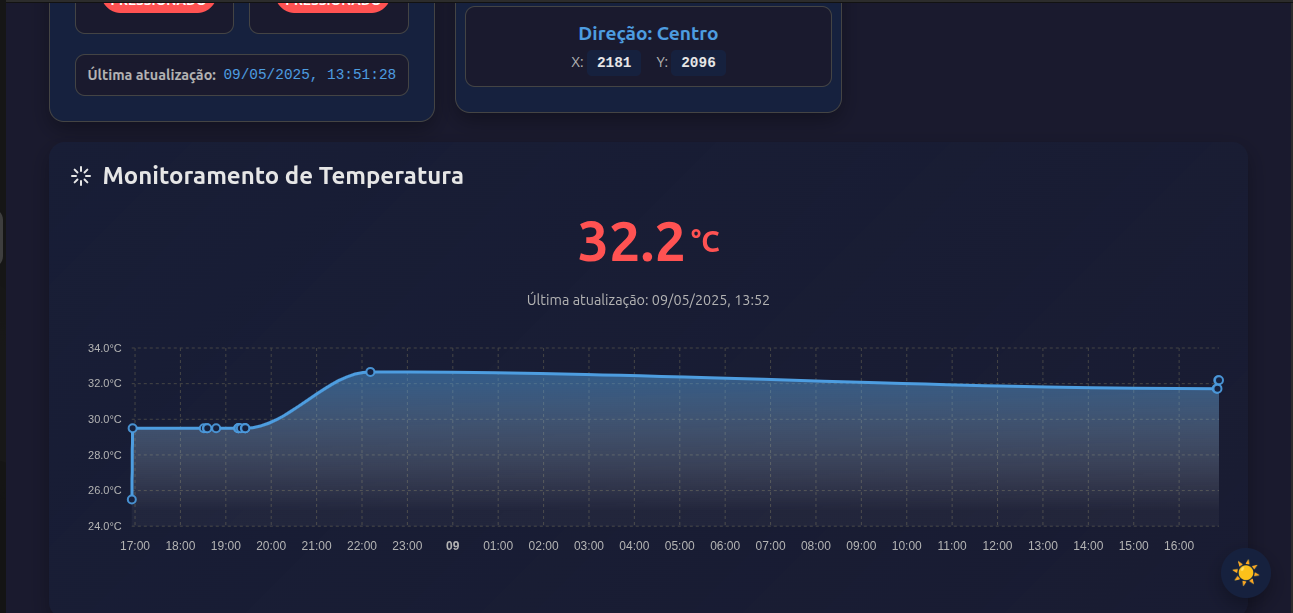 PRESSIONADO PRESSIONADO
Última atualização: 09/05/2025, 13:51:28
Direção: Centro
X: 2181 Y: 2096
Monitoramento de Temperatura
32.2°C
Última atualização: 09/05/2025, 13:52
34.0°C
32.0°C
30.0°C
28.0°C
26.0°C
24.0°C
17:00 18:00 19:00 20:00 21:00 22:00 23:00 09 01:00 02:00 03:00 04:00 05:00 06:00 07:00 08:00 09:00 10:00 11:00 12:00 13:00 14:00 15:00 16:00